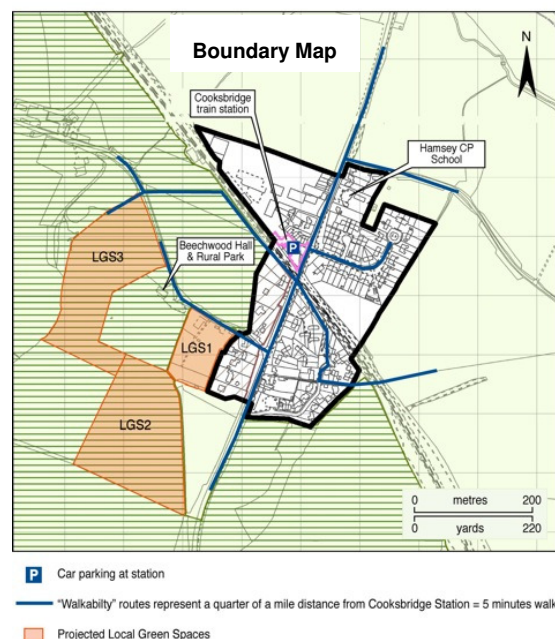 Boundary Map
N
Cooksbridge
train station
Hamsey CP
School
P
Beechwood Hall
& Rural Park
LGS3
LGS1
LGS2
0 metres 200
0 yards 220
P Car parking at station
"Walkabilty" routes represent a quarter of a mile distance from Cooksbridge Station = 5 minutes walk
Projected Local Green Spaces